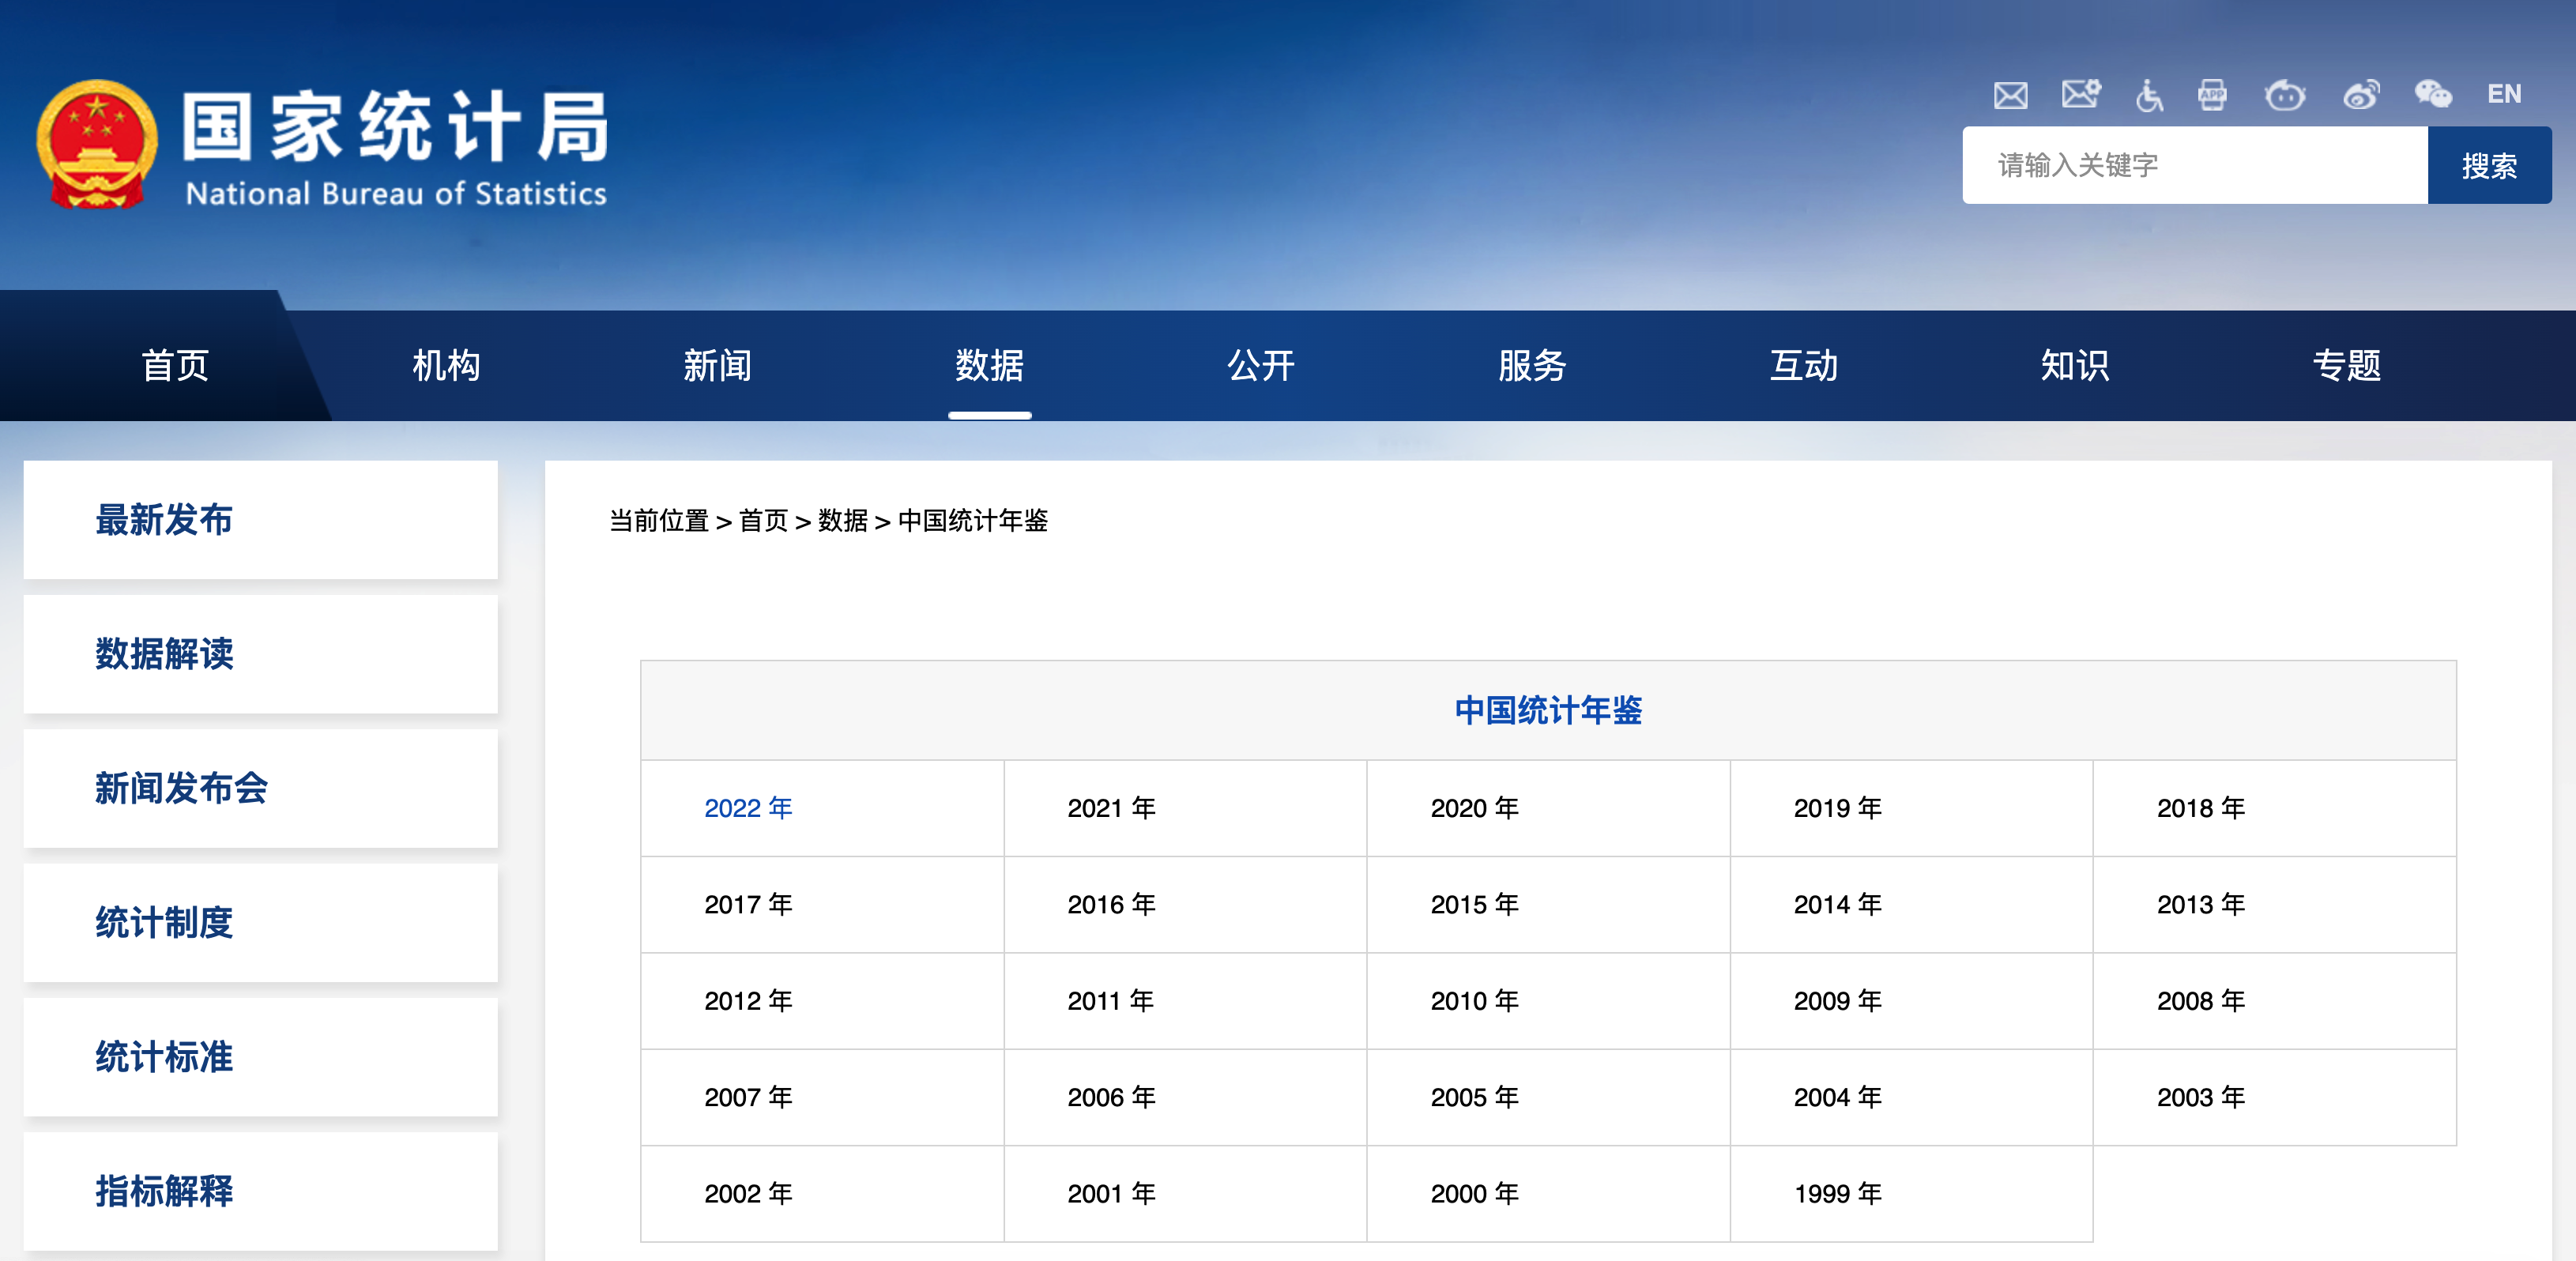 国家统计局
National Bureau of Statistics
APP
EN
请输入关键字
搜索
首页 机构 新闻 数据 公开 服务 互动 知识 专题
最新发布
数据解读
新闻发布会
统计制度
统计标准
指标解释
当前位置 > 首页 > 数据 > 中国统计年鉴
中国统计年鉴
2022 年 2021 年 2020 年 2019 年 2018 年
2017 年 2016 年 2015 年 2014 年 2013 年
2012 年 2011 年 2010 年 2009 年 2008 年
2007 年 2006 年 2005 年 2004 年 2003 年
2002 年 2001 年 2000 年 1999 年